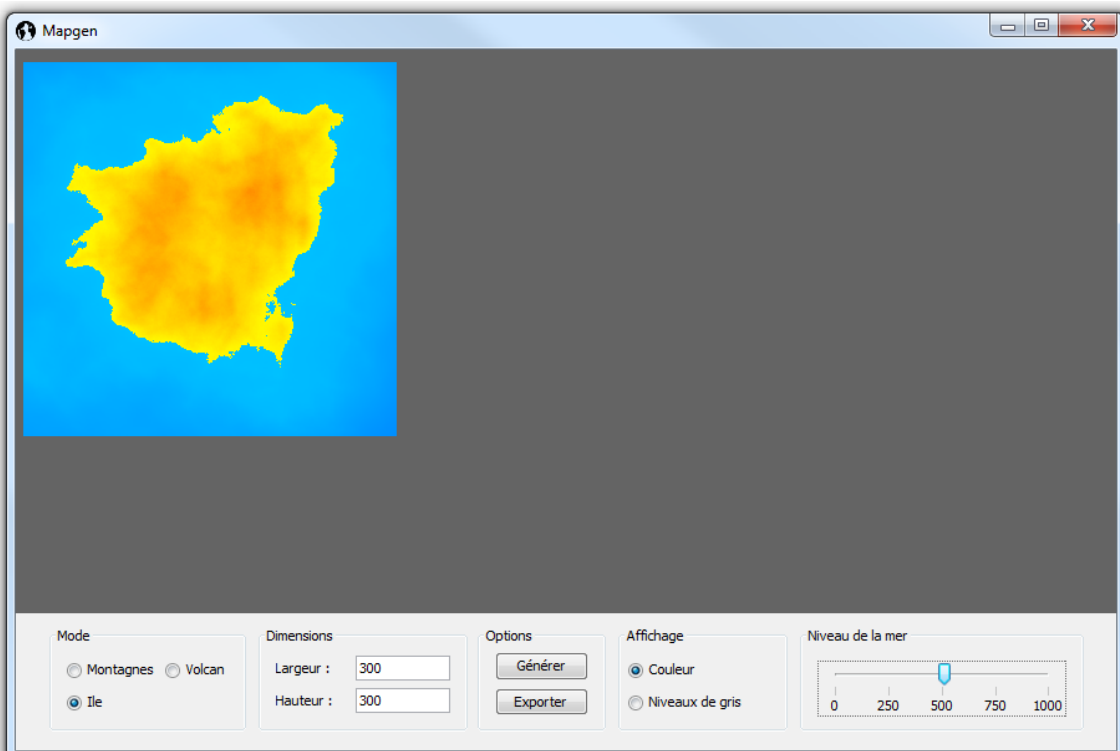 Mapgen
Mode
Montagnes
Volcan
Ile
Dimensions
Largeur :
300
Hauteur :
300
Options
Générer
Exporter
Affichage
Couleur
Niveaux de gris
Niveau de la mer
0 250 500 750 1000